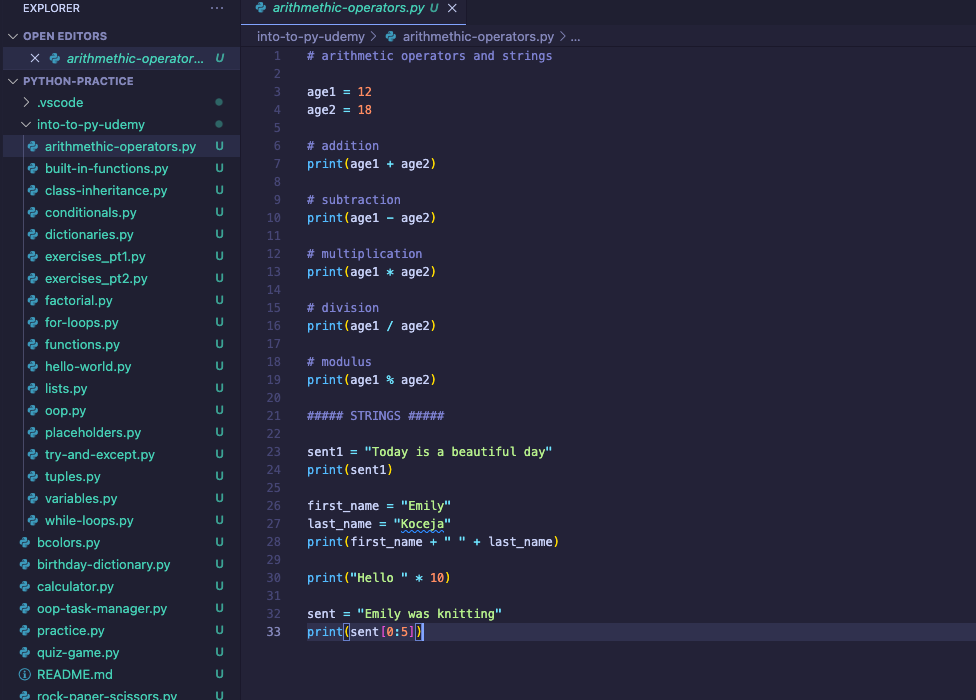 EXPLORER
...
OPEN EDITORS
arithmethic-operator... U
PYTHON-PRACTICE
.vscode
into-to-py-udemy
arithmethic-operators.py U
built-in-functions.py U
class-inheritance.py U
conditionals.py U
dictionaries.py U
exercises_pt1.py U
exercises_pt2.py U
factorial.py U
for-loops.py U
functions.py U
hello-world.py U
lists.py U
oop.py U
placeholders.py U
try-and-except.py U
tuples.py U
variables.py U
while-loops.py U
bcolors.py U
birthday-dictionary.py U
calculator.py U
oop-task-manager.py U
practice.py U
quiz-game.py U
README.md U
rock-paper-scissors.py U
arithmethic-operators.py U
into-to-py-udemy > arithmethic-operators.py > ...
1 # arithmetic operators and strings
2
3 age1 = 12
4 age2 = 18
5
6 # addition
7 print(age1 + age2)
8
9 # subtraction
10 print(age1 - age2)
11
12 # multiplication
13 print(age1 * age2)
14
15 # division
16 print(age1 / age2)
17
18 # modulus
19 print(age1 % age2)
20
21 ##### STRINGS #####
22
23 sent1 = "Today is a beautiful day"
24 print(sent1)
25
26 first_name = "Emily"
27 last_name = "Koceja"
28 print(first_name + " " + last_name)
29
30 print("Hello " * 10)
31
32 sent = "Emily was knitting"
33 print(sent[0:5])